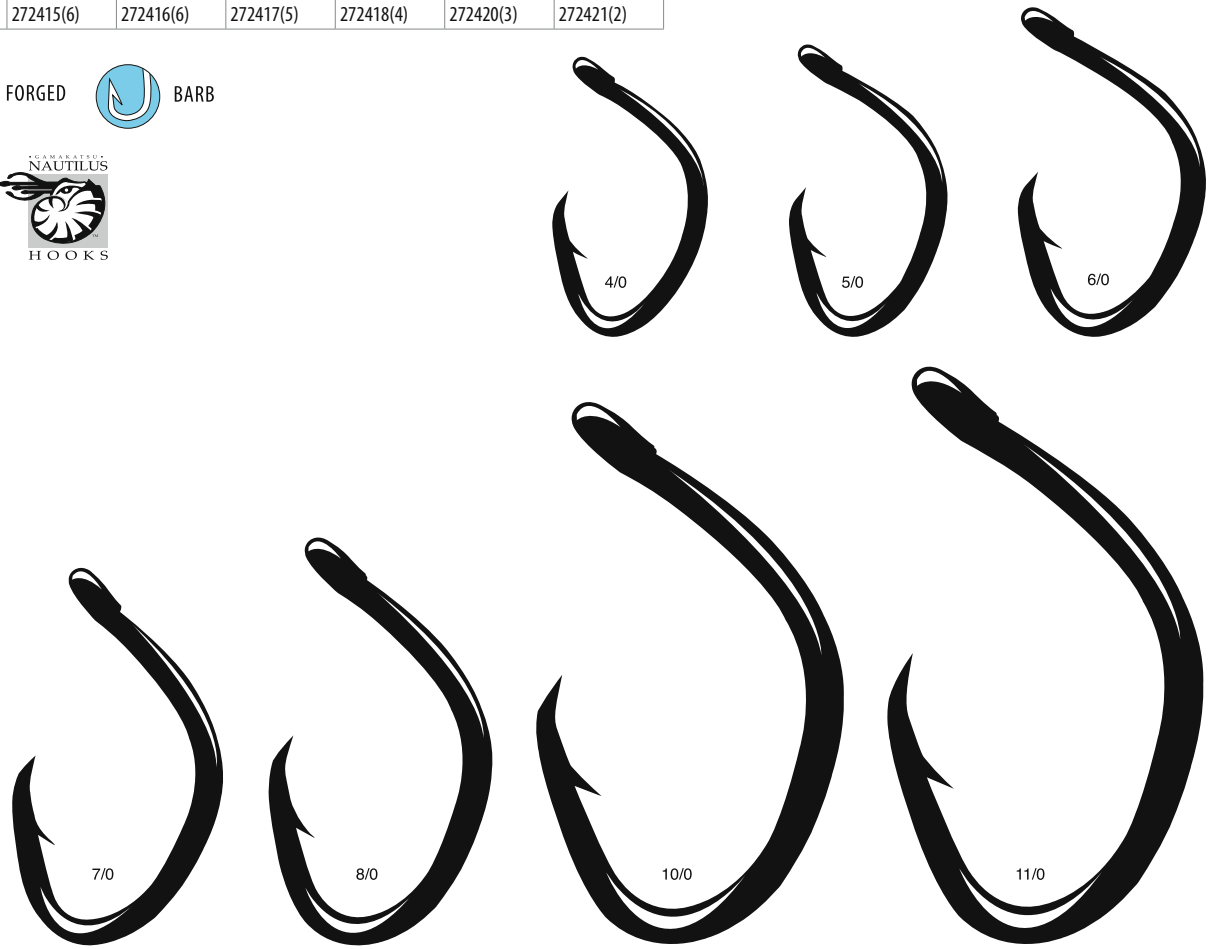 272415(6) 272416(6) 272417(5) 272418(4) 272420(3) 272421(2)
FORGED BARB
•GAMAKATSU•
NAUTILUS
HOOKS
™
4/0 5/0 6/0
7/0 8/0 10/0 11/0